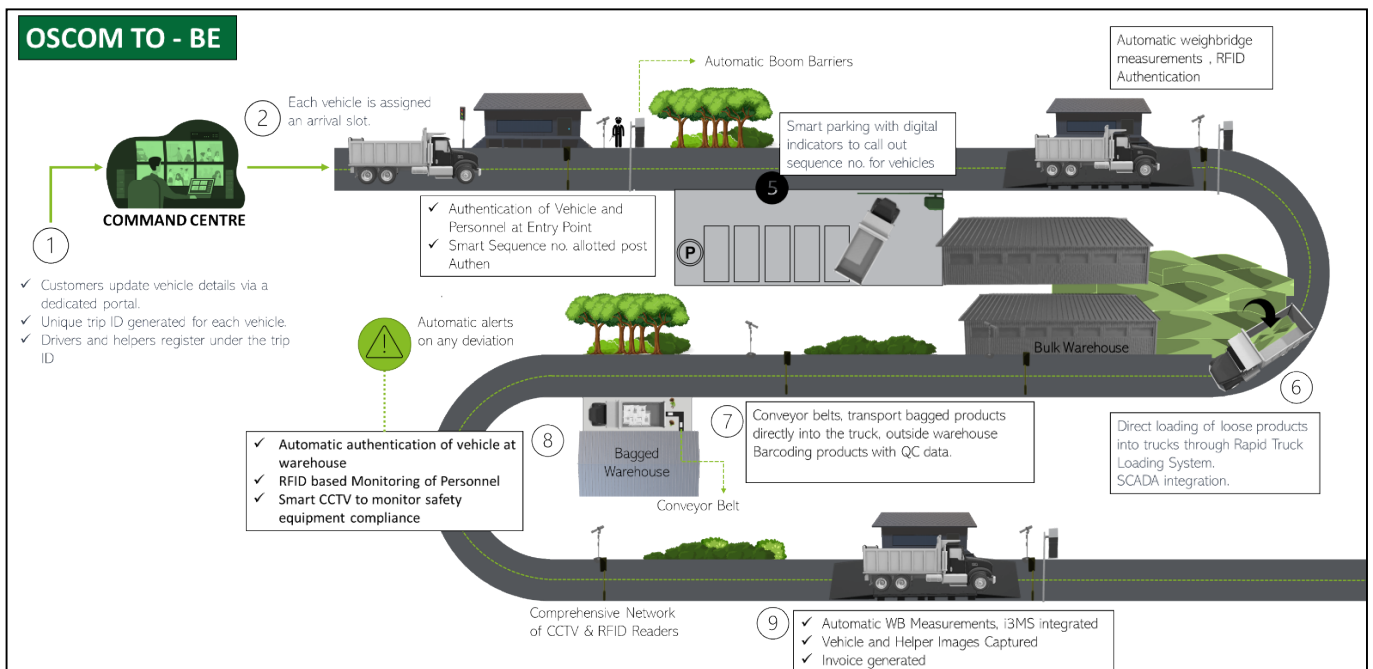 OSCOM TO - BE
Automatic Boom Barriers
Automatic weighbridge
measurements , RFID
Authentication
2
Each vehicle is assigned
an arrival slot.
COMMAND CENTRE
1
✓ Customers update vehicle details via a
dedicated portal.
✓ Unique trip ID generated for each vehicle.
✓ Drivers and helpers register under the trip
ID
✓ Authentication of Vehicle and
Personnel at Entry Point
✓ Smart Sequence no. allotted post
Authen
Smart parking with digital
indicators to call out
sequence no. for vehicles
5
P
Automatic alerts
on any deviation
Bulk Warehouse
6
Direct loading of loose products
into trucks through Rapid Truck
Loading System.
SCADA integration.
7
Conveyor belts, transport bagged products
directly into the truck, outside warehouse
Barcoding products with QC data.
8
Bagged
Warehouse
Conveyor Belt
✓ Automatic authentication of vehicle at
warehouse
✓ RFID based Monitoring of Personnel
✓ Smart CCTV to monitor safety
equipment compliance
Comprehensive Network
of CCTV & RFID Readers
9
✓ Automatic WB Measurements, i3MS integrated
✓ Vehicle and Helper Images Captured
✓ Invoice generated